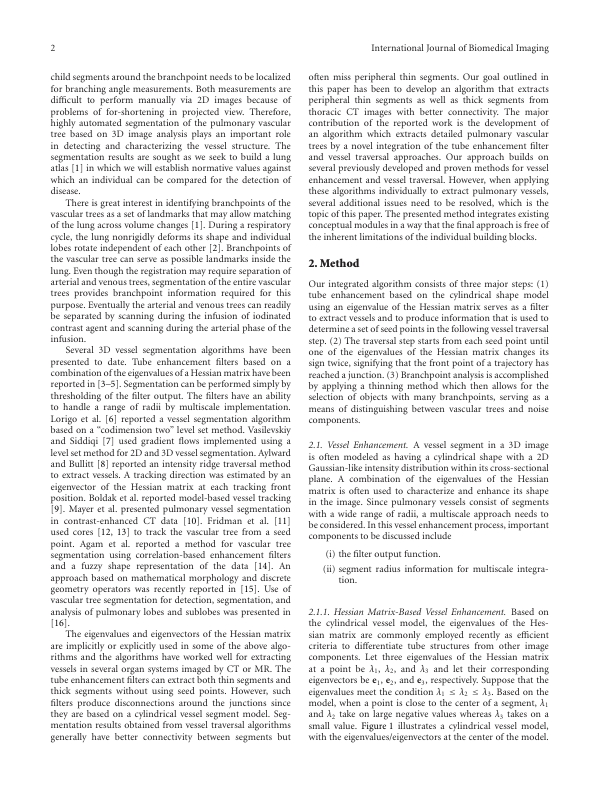 2
International Journal of Biomedical Imaging
child segments around the branchpoint needs to be localized
for branching angle measurements. Both measurements are
difficult to perform manually via 2D images because of
problems of for-shortening in projected view. Therefore,
highly automated segmentation of the pulmonary vascular
tree based on 3D image analysis plays an important role
in detecting and characterizing the vessel structure. The
segmentation results are sought as we seek to build a lung
atlas [1] in which we will establish normative values against
which an individual can be compared for the detection of
disease.
There is great interest in identifying branchpoints of the
vascular trees as a set of landmarks that may allow matching
of the lung across volume changes [1]. During a respiratory
cycle, the lung nonrigidly deforms its shape and individual
lobes rotate independent of each other [2]. Branchpoints of
the vascular tree can serve as possible landmarks inside the
lung. Even though the registration may require separation of
arterial and venous trees, segmentation of the entire vascular
trees provides branchpoint information required for this
purpose. Eventually the arterial and venous trees can readily
be separated by scanning during the infusion of iodinated
contrast agent and scanning during the arterial phase of the
infusion.
Several 3D vessel segmentation algorithms have been
presented to date. Tube enhancement filters based on a
combination of the eigenvalues of a Hessian matrix have been
reported in [3–5]. Segmentation can be performed simply by
thresholding of the filter output. The filters have an ability
to handle a range of radii by multiscale implementation.
Lorigo et al. [6] reported a vessel segmentation algorithm
based on a "codimension two" level set method. Vasilevskiy
and Siddiqi [7] used gradient flows implemented using a
level set method for 2D and 3D vessel segmentation. Aylward
and Bullitt [8] reported an intensity ridge traversal method
to extract vessels. A tracking direction was estimated by an
eigenvector of the Hessian matrix at each tracking front
position. Boldak et al. reported model-based vessel tracking
[9]. Mayer et al. presented pulmonary vessel segmentation
in contrast-enhanced CT data [10]. Fridman et al. [11]
used cores [12, 13] to track the vascular tree from a seed
point. Agam et al. reported a method for vascular tree
segmentation using correlation-based enhancement filters
and a fuzzy shape representation of the data [14]. An
approach based on mathematical morphology and discrete
geometry operators was recently reported in [15]. Use of
vascular tree segmentation for detection, segmentation, and
analysis of pulmonary lobes and sublobes was presented in
[16].
The eigenvalues and eigenvectors of the Hessian matrix
are implicitly or explicitly used in some of the above algo-
rithms and the algorithms have worked well for extracting
vessels in several organ systems imaged by CT or MR. The
tube enhancement filters can extract both thin segments and
thick segments without using seed points. However, such
filters produce disconnections around the junctions since
they are based on a cylindrical vessel segment model. Seg-
mentation results obtained from vessel traversal algorithms
generally have better connectivity between segments but
often miss peripheral thin segments. Our goal outlined in
this paper has been to develop an algorithm that extracts
peripheral thin segments as well as thick segments from
thoracic CT images with better connectivity. The major
contribution of the reported work is the development of
an algorithm which extracts detailed pulmonary vascular
trees by a novel integration of the tube enhancement filter
and vessel traversal approaches. Our approach builds on
several previously developed and proven methods for vessel
enhancement and vessel traversal. However, when applying
these algorithms individually to extract pulmonary vessels,
several additional issues need to be resolved, which is the
topic of this paper. The presented method integrates existing
conceptual modules in a way that the final approach is free of
the inherent limitations of the individual building blocks.
2. Method
Our integrated algorithm consists of three major steps: (1)
tube enhancement based on the cylindrical shape model
using an eigenvalue of the Hessian matrix serves as a filter
to extract vessels and to produce information that is used to
determine a set of seed points in the following vessel traversal
step. (2) The traversal step starts from each seed point until
one of the eigenvalues of the Hessian matrix changes its
sign twice, signifying that the front point of a trajectory has
reached a junction. (3) Branchpoint analysis is accomplished
by applying a thinning method which then allows for the
selection of objects with many branchpoints, serving as a
means of distinguishing between vascular trees and noise
components.
2.1. Vessel Enhancement. A vessel segment in a 3D image
is often modeled as having a cylindrical shape with a 2D
Gaussian-like intensity distribution within its cross-sectional
plane. A combination of the eigenvalues of the Hessian
matrix is often used to characterize and enhance its shape
in the image. Since pulmonary vessels consist of segments
with a wide range of radii, a multiscale approach needs to
be considered. In this vessel enhancement process, important
components to be discussed include
(i) the filter output function.
(ii) segment radius information for multiscale integra-
tion.
2.1.1. Hessian Matrix-Based Vessel Enhancement. Based on
the cylindrical vessel model, the eigenvalues of the Hes-
sian matrix are commonly employed recently as efficient
criteria to differentiate tube structures from other image
components. Let three eigenvalues of the Hessian matrix
at a point be λ1, λ2, and λ3 and let their corresponding
eigenvectors be e1, e2, and e3, respectively. Suppose that the
eigenvalues meet the condition λ1 ≤ λ2 ≤ λ3. Based on the
model, when a point is close to the center of a segment, λ1
and λ2 take on large negative values whereas λ3 takes on a
small value. Figure 1 illustrates a cylindrical vessel model,
with the eigenvalues/eigenvectors at the center of the model.